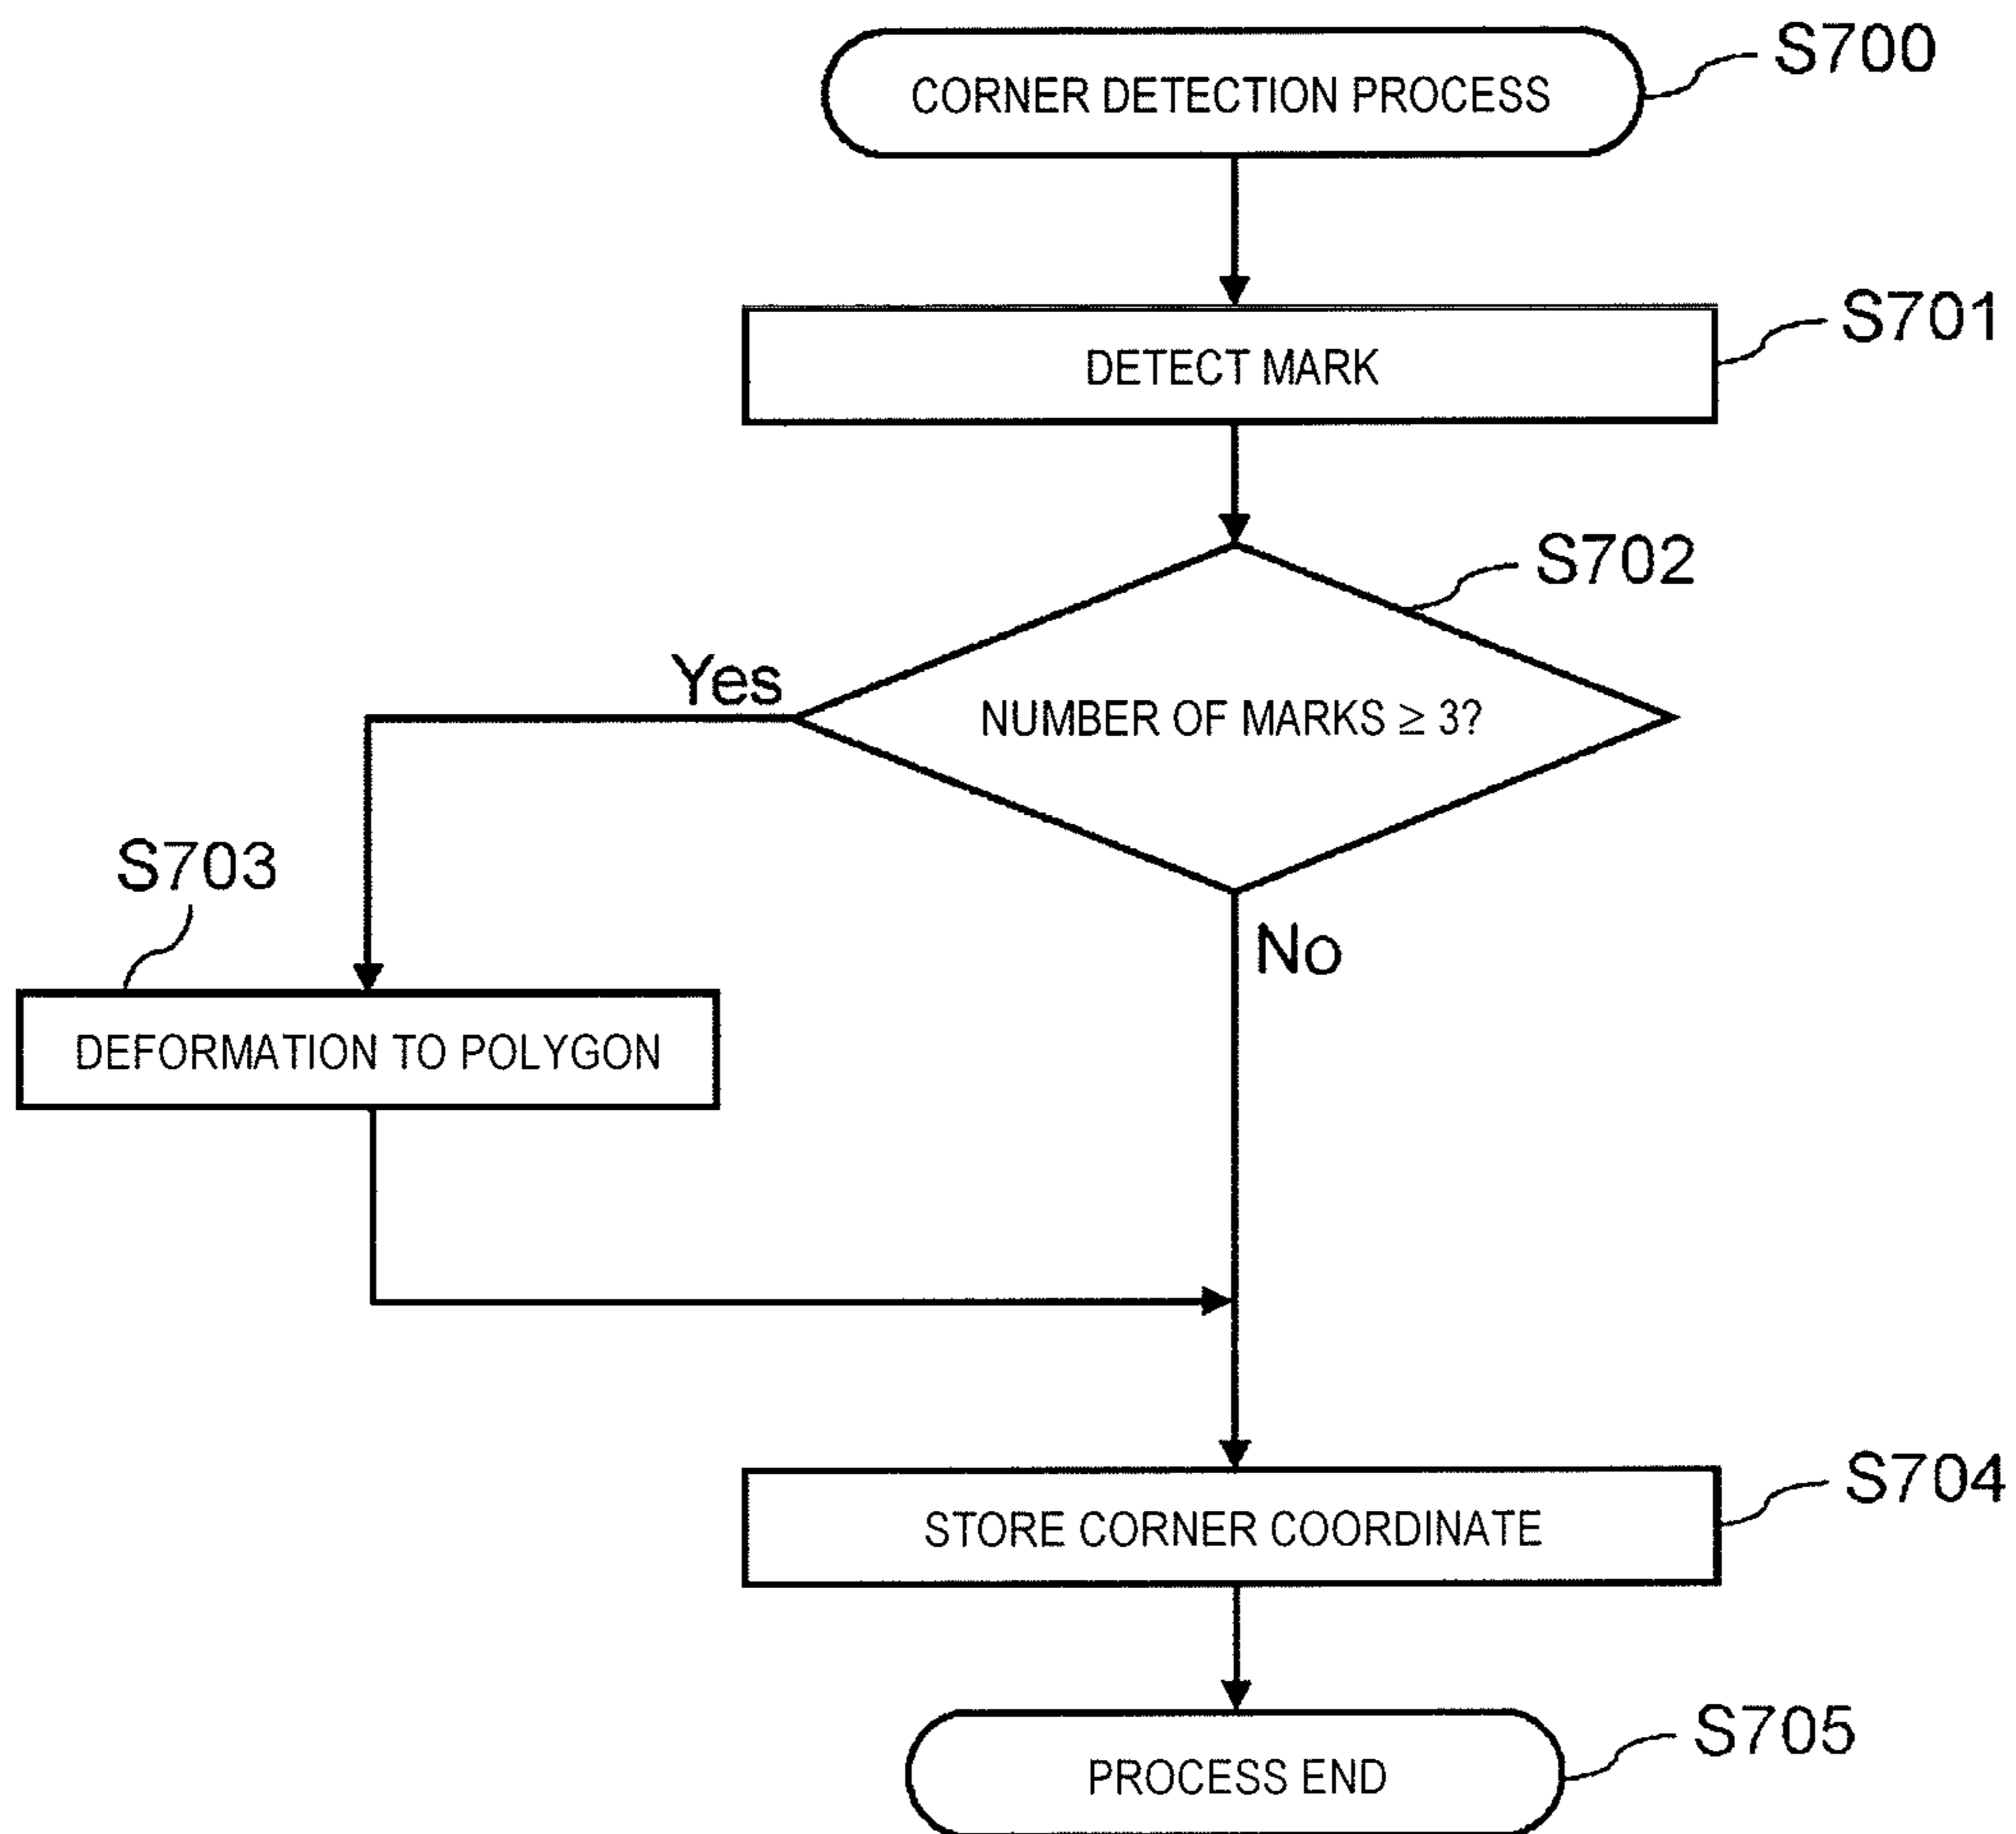 CORNER DETECTION PROCESS
S700
DETECT MARK
S701
S702
NUMBER OF MARKS ≥ 3?
Yes
No
S703
DEFORMATION TO POLYGON
STORE CORNER COORDINATE
S704
PROCESS END
S705